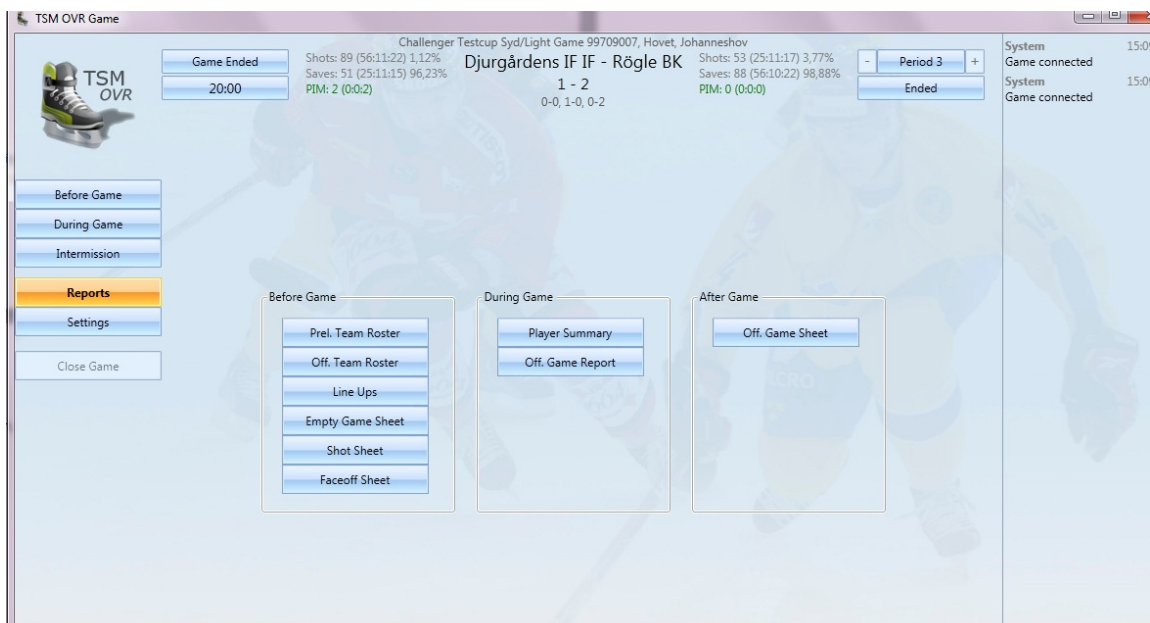 TSM OVR Game
Challenger Testcup Syd/Light Game 99709007, Hovet, Johanneshov
Djurgårdens IF IF - Rögle BK
1 - 2
0-0, 1-0, 0-2
TSM
OVR
Game Ended
20:00
Shots: 89 (56:11:22) 1,12%
Saves: 51 (25:11:15) 96,23%
PIM: 2 (0:0:2)
Shots: 53 (25:11:17) 3,77%
Saves: 88 (56:10:22) 98,88%
PIM: 0 (0:0:0)
- Period 3 +
Ended
System 15:0
Game connected
System 15:0
Game connected
Before Game
During Game
Intermission
Reports
Settings
Close Game
Before Game
Prel. Team Roster
Off. Team Roster
Line Ups
Empty Game Sheet
Shot Sheet
Faceoff Sheet
During Game
Player Summary
Off. Game Report
After Game
Off. Game Sheet